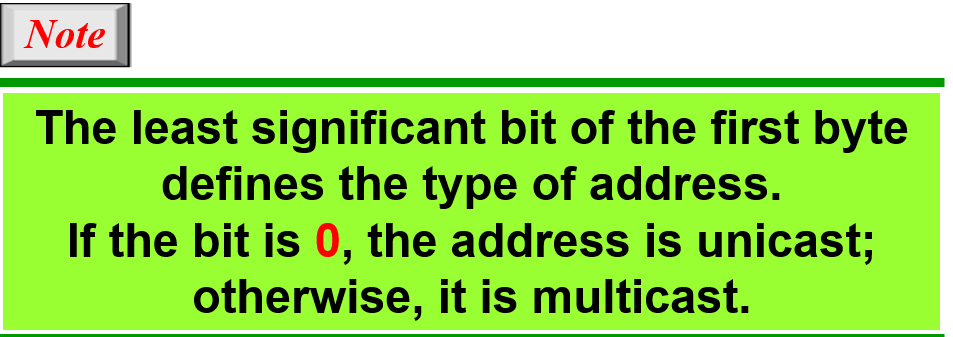 Note
The least significant bit of the first byte
defines the type of address.
If the bit is 0, the address is unicast;
otherwise, it is multicast.